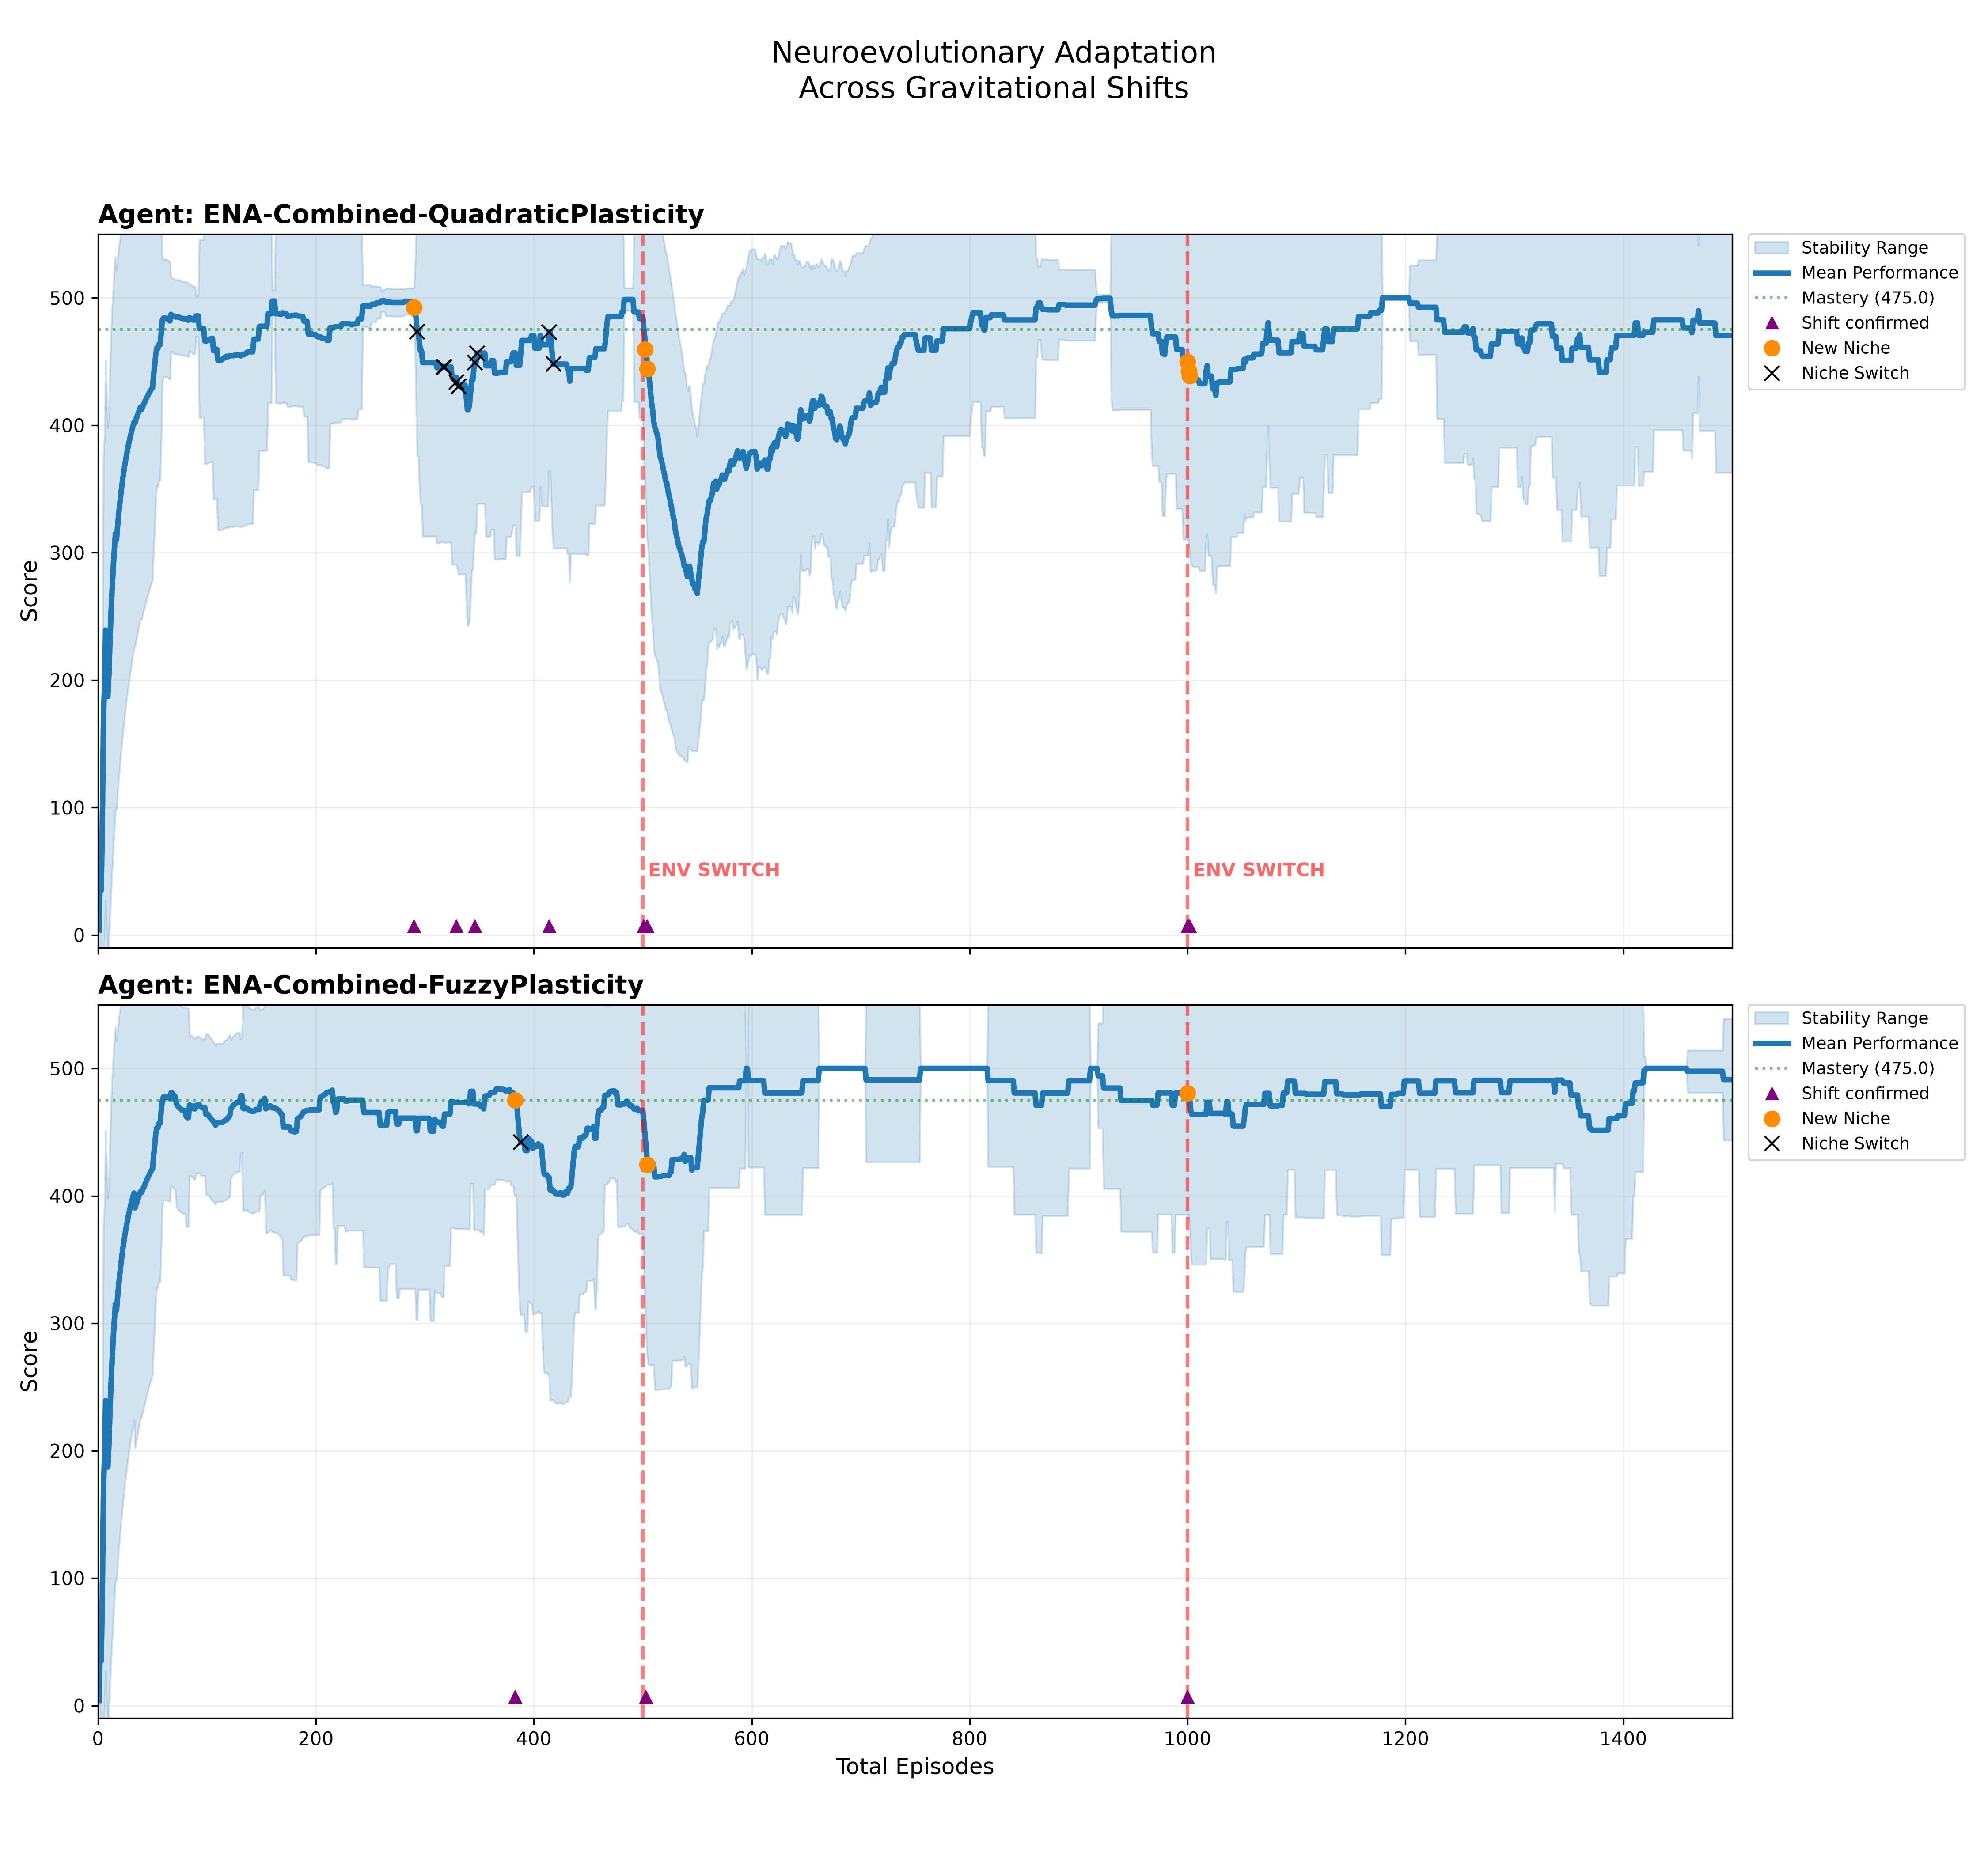 Neuroevolutionary Adaptation
Across Gravitational Shifts
Agent: ENA-Combined-QuadraticPlasticity
Score
500
400
300
200
100
0
ENV SWITCH
ENV SWITCH
Stability Range
Mean Performance
Mastery (475.0)
Shift confirmed
New Niche
Niche Switch
Agent: ENA-Combined-FuzzyPlasticity
Score
500
400
300
200
100
0
Stability Range
Mean Performance
Mastery (475.0)
Shift confirmed
New Niche
Niche Switch
0 200 400 600 800 1000 1200 1400
Total Episodes